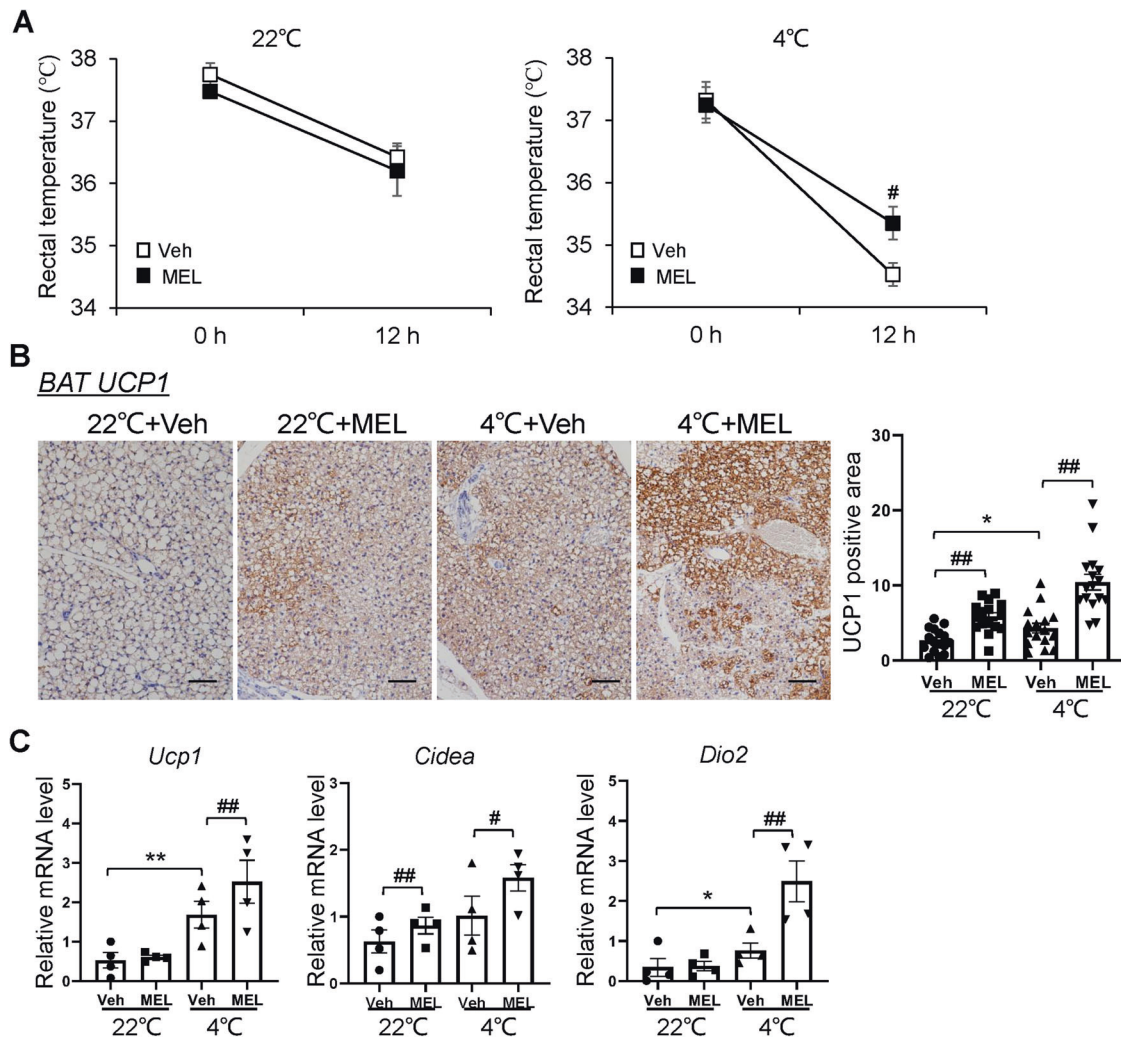 A
22℃
4℃
Rectal temperature (℃)
38
37
36
35
34
Veh
MEL
0 h
12 h
Rectal temperature (℃)
38
37
36
35
34
#
Veh
MEL
0 h
12 h
B
BAT UCP1
22℃+Veh
22℃+MEL
4℃+Veh
4℃+MEL
UCP1 positive area
30
20
10
0
##
*
##
Veh MEL Veh MEL
22℃ 4℃
C
Ucp1
Cidea
Dio2
Relative mRNA level
5
4
3
2
1
0
**
##
Veh MEL Veh MEL
22℃ 4℃
Relative mRNA level
3
2
1
0
##
#
Veh MEL Veh MEL
22℃ 4℃
Relative mRNA level
5
4
3
2
1
0
*
##
Veh MEL Veh MEL
22℃ 4℃